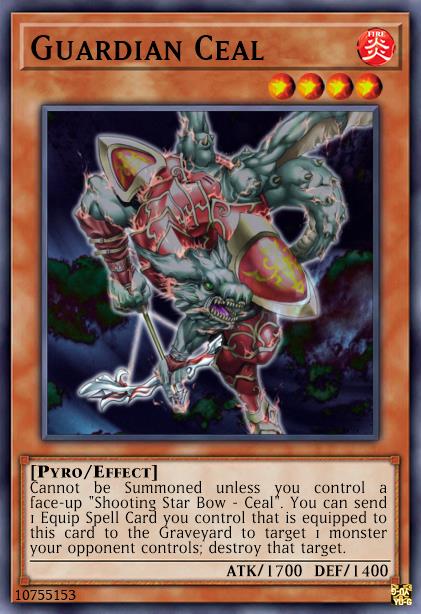 GUARDIAN CEAL
FIRE
炎
[PYRO/EFFECT]
Cannot be Summoned unless you control a
face-up "Shooting Star Bow - Ceal". You can send
1 Equip Spell Card you control that is equipped to
this card to the Graveyard to target 1 monster
your opponent controls; destroy that target.
ATK/1700 DEF/1400
10755153